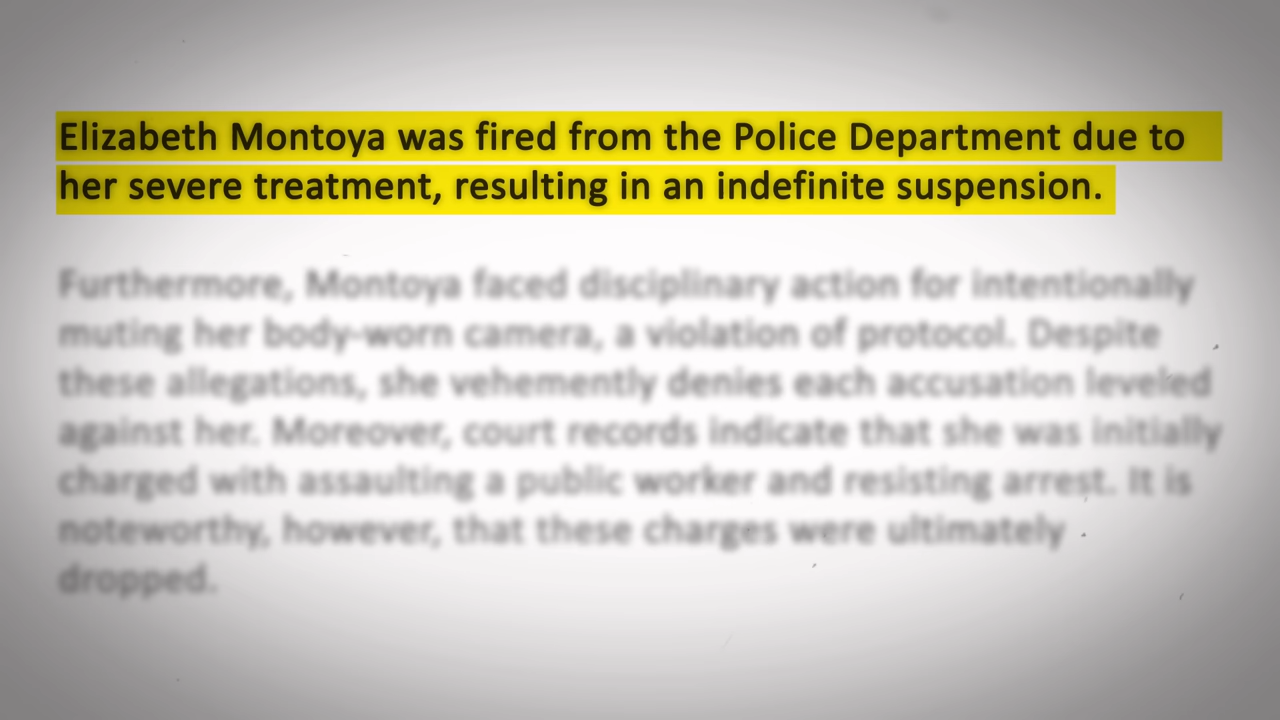 Elizabeth Montoya was fired from the Police Department due to
her severe treatment, resulting in an indefinite suspension.
Furthermore, Montoya faced disciplinary action for intentionally
muting her body-worn camera, a violation of protocol. Despite
these allegations, she vehemently denies each accusation leveled
against her. Moreover, court records indicate that she was initially
charged with assaulting a public worker and resisting arrest. It is
noteworthy, however, that these charges were ultimately
dropped.